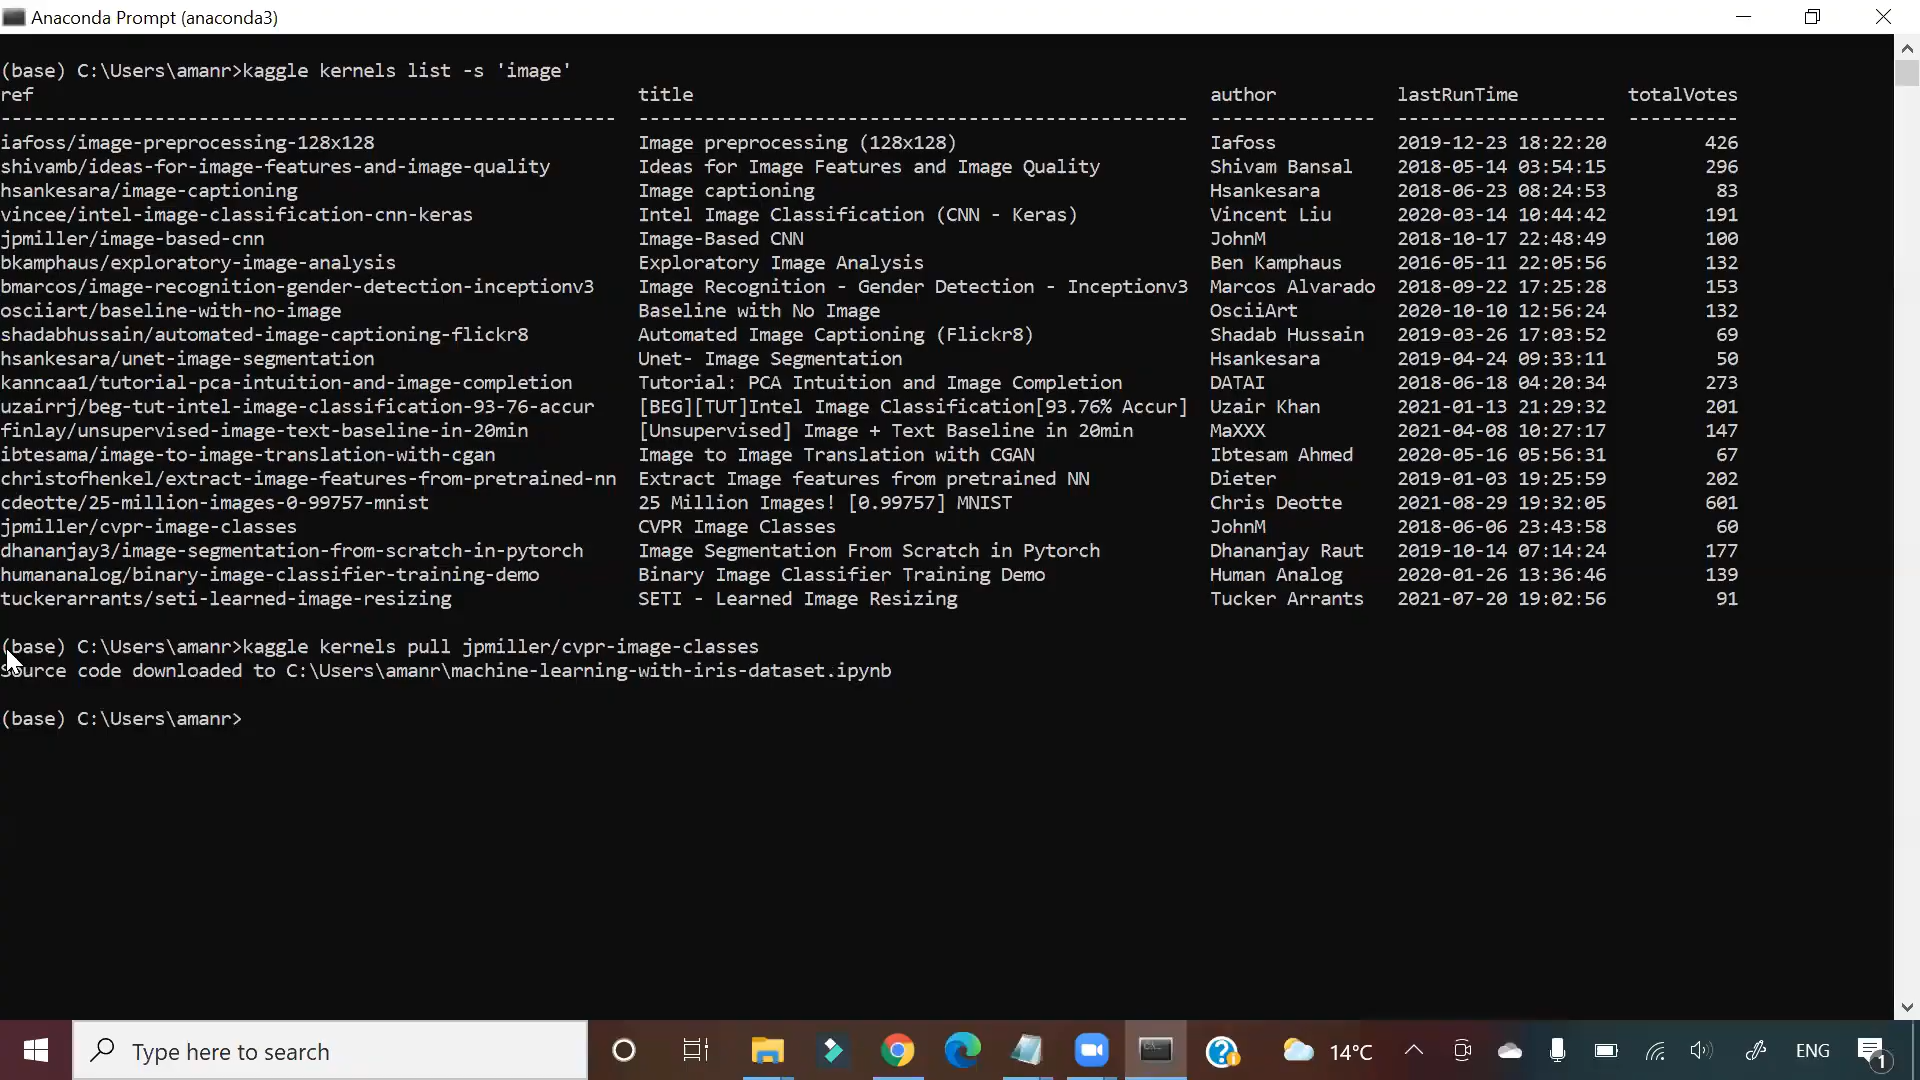 Anaconda Prompt (anaconda3)
(base) C:\Users\amanr>kaggle kernels list -s 'image'
ref title author lastRunTime totalVotes
------------------------------------------------------- ------------------------------------------------- --------------- ------------------- ----------
iafoss/image-preprocessing-128x128 Image preprocessing (128x128) Iafoss 2019-12-23 18:22:20 426
shivamb/ideas-for-image-features-and-image-quality Ideas for Image Features and Image Quality Shivam Bansal 2018-05-14 03:54:15 296
hsankesara/image-captioning Image captioning Hsankesara 2018-06-23 08:24:53 83
vincee/intel-image-classification-cnn-keras Intel Image Classification (CNN - Keras) Vincent Liu 2020-03-14 10:44:42 191
jpmiller/image-based-cnn Image-Based CNN JohnM 2018-10-17 22:48:49 100
bkamphaus/exploratory-image-analysis Exploratory Image Analysis Ben Kamphaus 2016-05-11 22:05:56 132
bmarcos/image-recognition-gender-detection-inceptionv3 Image Recognition - Gender Detection - Inceptionv3 Marcos Alvarado 2018-09-22 17:25:28 153
osciiart/baseline-with-no-image Baseline with No Image OsciiArt 2020-10-10 12:56:24 132
shadabhussain/automated-image-captioning-flickr8 Automated Image Captioning (Flickr8) Shadab Hussain 2019-03-26 17:03:52 69
hsankesara/unet-image-segmentation Unet- Image Segmentation Hsankesara 2019-04-24 09:33:11 50
kanncaa1/tutorial-pca-intuition-and-image-completion Tutorial: PCA Intuition and Image Completion DATAI 2018-06-18 04:20:34 273
uzairrj/beg-tut-intel-image-classification-93-76-accur [BEG][TUT]Intel Image Classification[93.76% Accur] Uzair Khan 2021-01-13 21:29:32 201
finlay/unsupervised-image-text-baseline-in-20min [Unsupervised] Image + Text Baseline in 20min MaXXX 2021-04-08 10:27:17 147
ibtesama/image-to-image-translation-with-cgan Image to Image Translation with CGAN Ibtesam Ahmed 2020-05-16 05:56:31 67
christofhenkel/extract-image-features-from-pretrained-nn Extract Image features from pretrained NN Dieter 2019-01-03 19:25:59 202
cdeotte/25-million-images-0-99757-mnist 25 Million Images! [0.99757] MNIST Chris Deotte 2021-08-29 19:32:05 601
jpmiller/cvpr-image-classes CVPR Image Classes JohnM 2018-06-06 23:43:58 60
dhananjay3/image-segmentation-from-scratch-in-pytorch Image Segmentation From Scratch in Pytorch Dhananjay Raut 2019-10-14 07:14:24 177
humananalog/binary-image-classifier-training-demo Binary Image Classifier Training Demo Human Analog 2020-01-26 13:36:46 139
tuckerarrants/seti-learned-image-resizing SETI - Learned Image Resizing Tucker Arrants 2021-07-20 19:02:56 91
(base) C:\Users\amanr>kaggle kernels pull jpmiller/cvpr-image-classes
Source code downloaded to C:\Users\amanr\machine-learning-with-iris-dataset.ipynb
(base) C:\Users\amanr>
Type here to search 14°C ENG 1